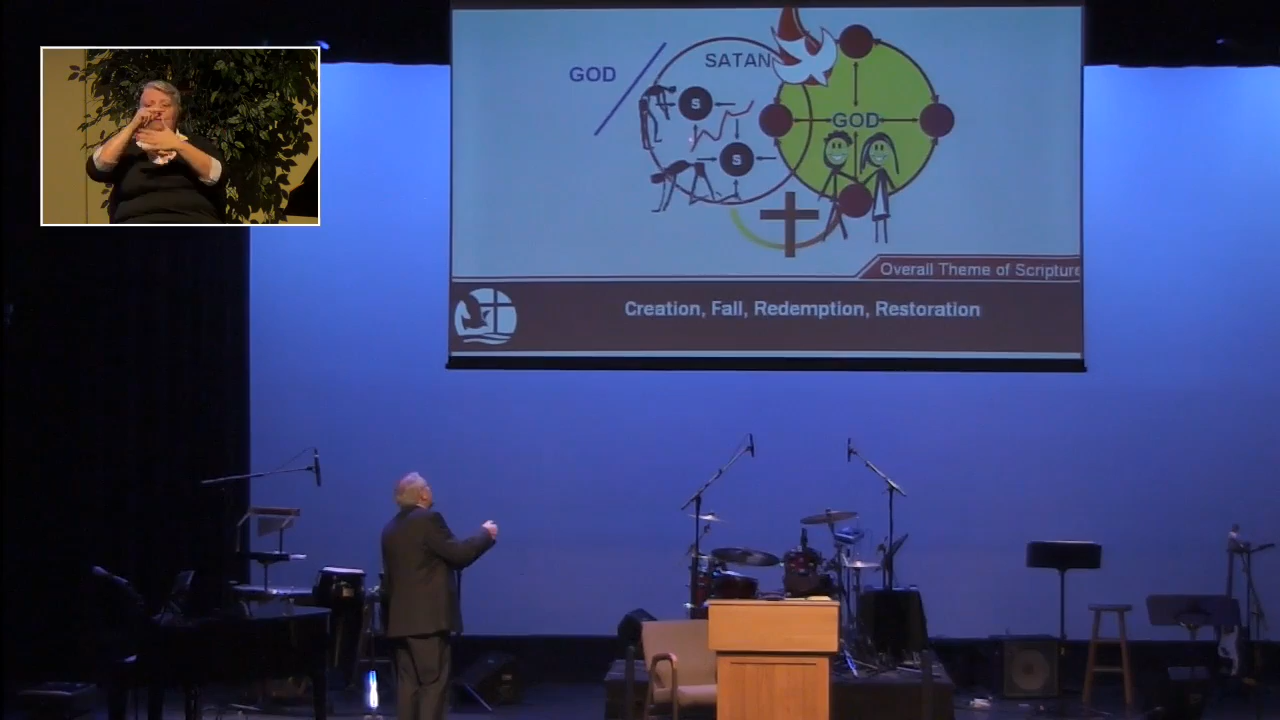 SATAN
GOD
S
GOD
S
Overall Theme of Scripture
Creation, Fall, Redemption, Restoration